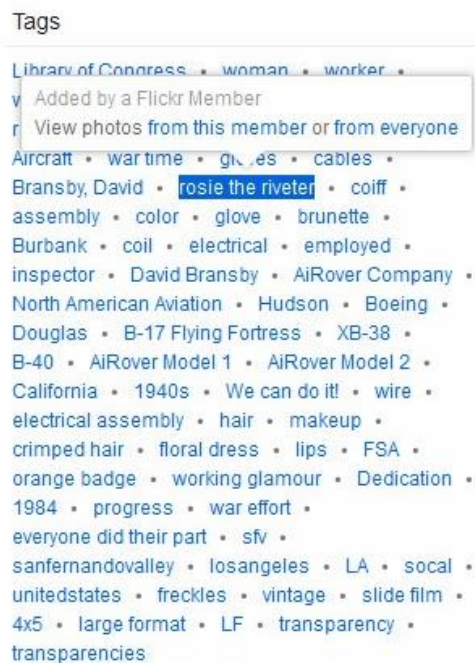 Tags
Library of Congress • woman • worker •
Added by a Flickr Member
View photos from this member or from everyone
Aircraft • war time • • cables •
Bransby, David • rosie the riveter • coiff •
assembly • color • glove • brunette •
Burbank • coil • electrical • employed •
inspector • David Bransby • AiRover Company •
North American Aviation • Hudson • Boeing •
Douglas • B-17 Flying Fortress • XB-38 •
B-40 • AiRover Model 1 • AiRover Model 2 •
California • 1940s • We can do it! • wire •
electrical assembly • hair • makeup •
crimped hair • floral dress • lips • FSA •
orange badge • working glamour • Dedication •
1984 • progress • war effort •
everyone did their part • sfv •
sanfernandovalley • losangeles • LA • socal •
unitedstates • freckles • vintage • slide film •
4x5 • large format • LF • transparency •
transparencies